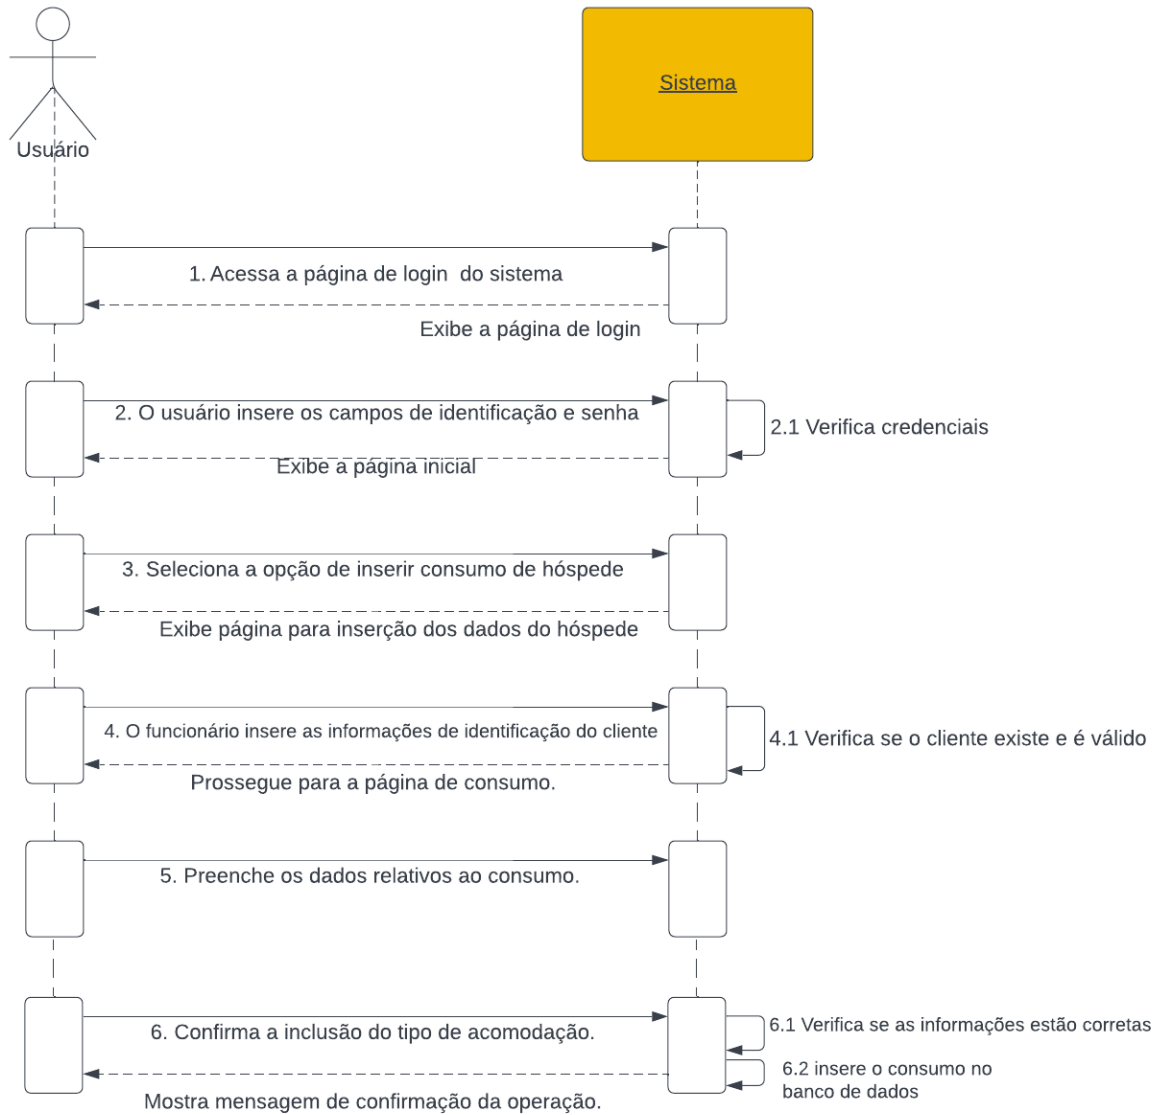 Sistema
Usuário
1. Acessa a página de login do sistema
Exibe a página de login
2. O usuário insere os campos de identificação e senha
2.1 Verifica credenciais
Exibe a página inicial
3. Seleciona a opção de inserir consumo de hóspede
Exibe página para inserção dos dados do hóspede
4. O funcionário insere as informações de identificação do cliente
4.1 Verifica se o cliente existe e é válido
Prossegue para a página de consumo.
5. Preenche os dados relativos ao consumo.
6. Confirma a inclusão do tipo de acomodação.
6.1 Verifica se as informações estão corretas
6.2 insere o consumo no
banco de dados
Mostra mensagem de confirmação da operação.